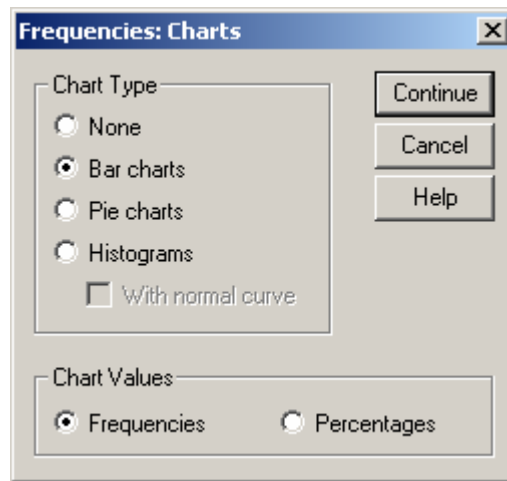 Frequencies: Charts
Chart Type
None
Bar charts
Pie charts
Histograms
With normal curve
Continue
Cancel
Help
Chart Values
Frequencies
Percentages